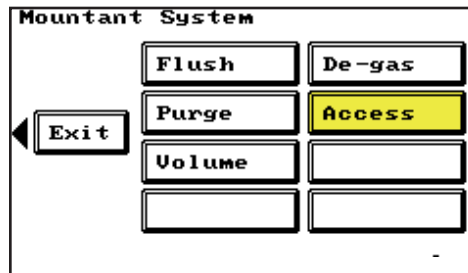 Mountant System
Flush De-gas
Purge Access
Exit
Volume
-